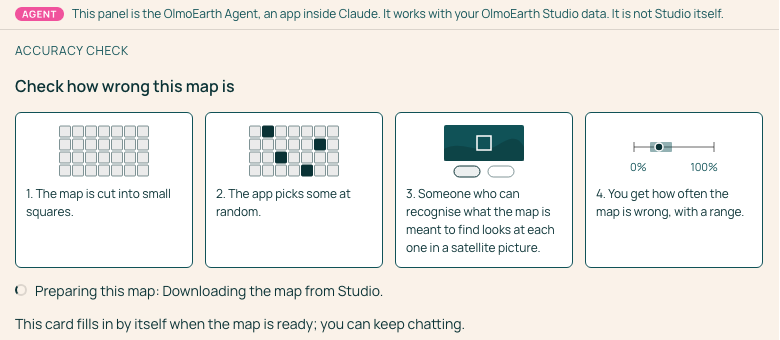 AGENT This panel is the OlmoEarth Agent, an app inside Claude. It works with your OlmoEarth Studio data. It is not Studio itself.
ACCURACY CHECK
Check how wrong this map is
1. The map is cut into small
squares.
2. The app picks some at
random.
3. Someone who can
recognise what the map is
meant to find looks at each
one in a satellite picture.
0% 100%
4. You get how often the
map is wrong, with a range.
Preparing this map: Downloading the map from Studio.
This card fills in by itself when the map is ready; you can keep chatting.